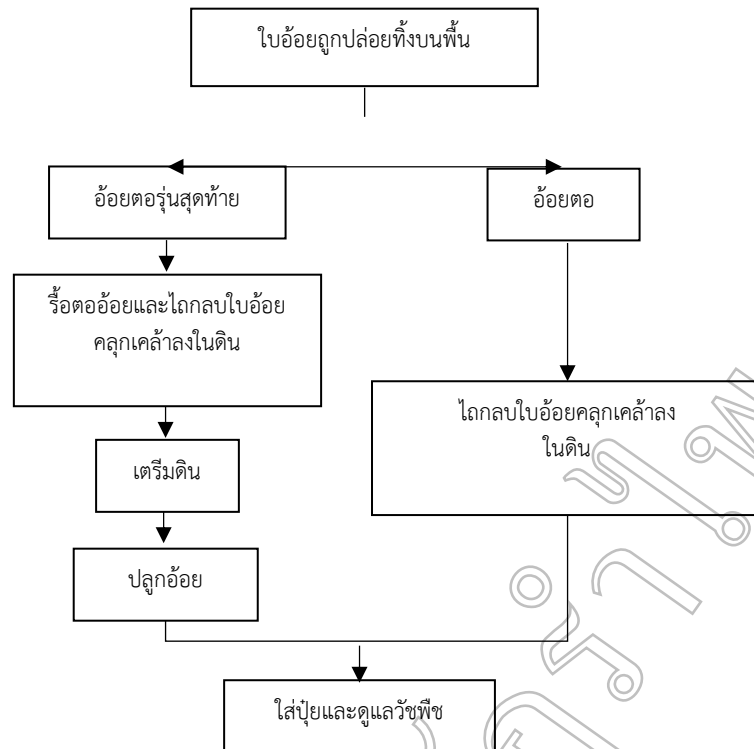 ใบอ้อยถูกปล่อยทิ้งบนพื้น
อ้อยตอรุ่นสุดท้าย
อ้อยตอ
รื้อตออ้อยและไถกลบใบอ้อย
คลุกเคล้าลงในดิน
ไถกลบใบอ้อยคลุกเคล้าลง
ในดิน
เตรีมดิน
ปลูกอ้อย
ใส่ปุ๋ยและดูแลวัชพืช